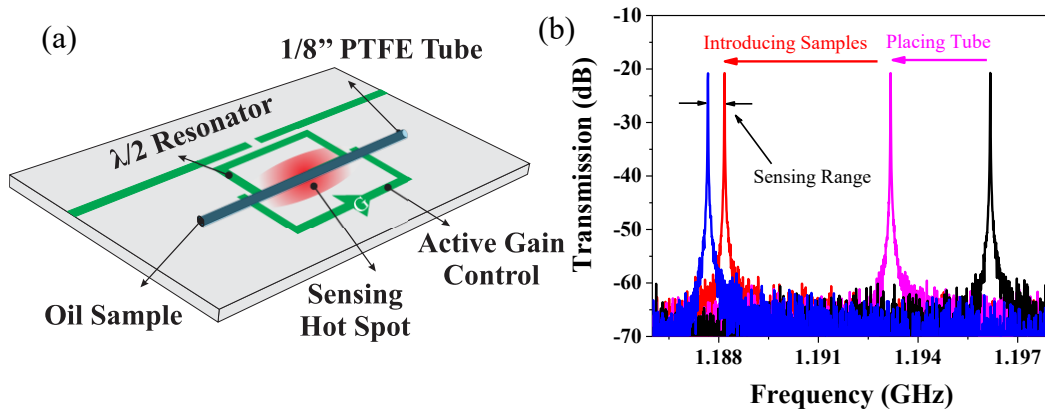 (a)
1/8’’ PTFE Tube
λ/2 Resonator
G
Active Gain
Control
Sensing
Hot Spot
Oil Sample
(b)
-10
-20
-30
-40
-50
-60
-70
Transmission (dB)
Introducing Samples
Placing Tube
Sensing Range
1.188
1.191
1.194
1.197
Frequency (GHz)